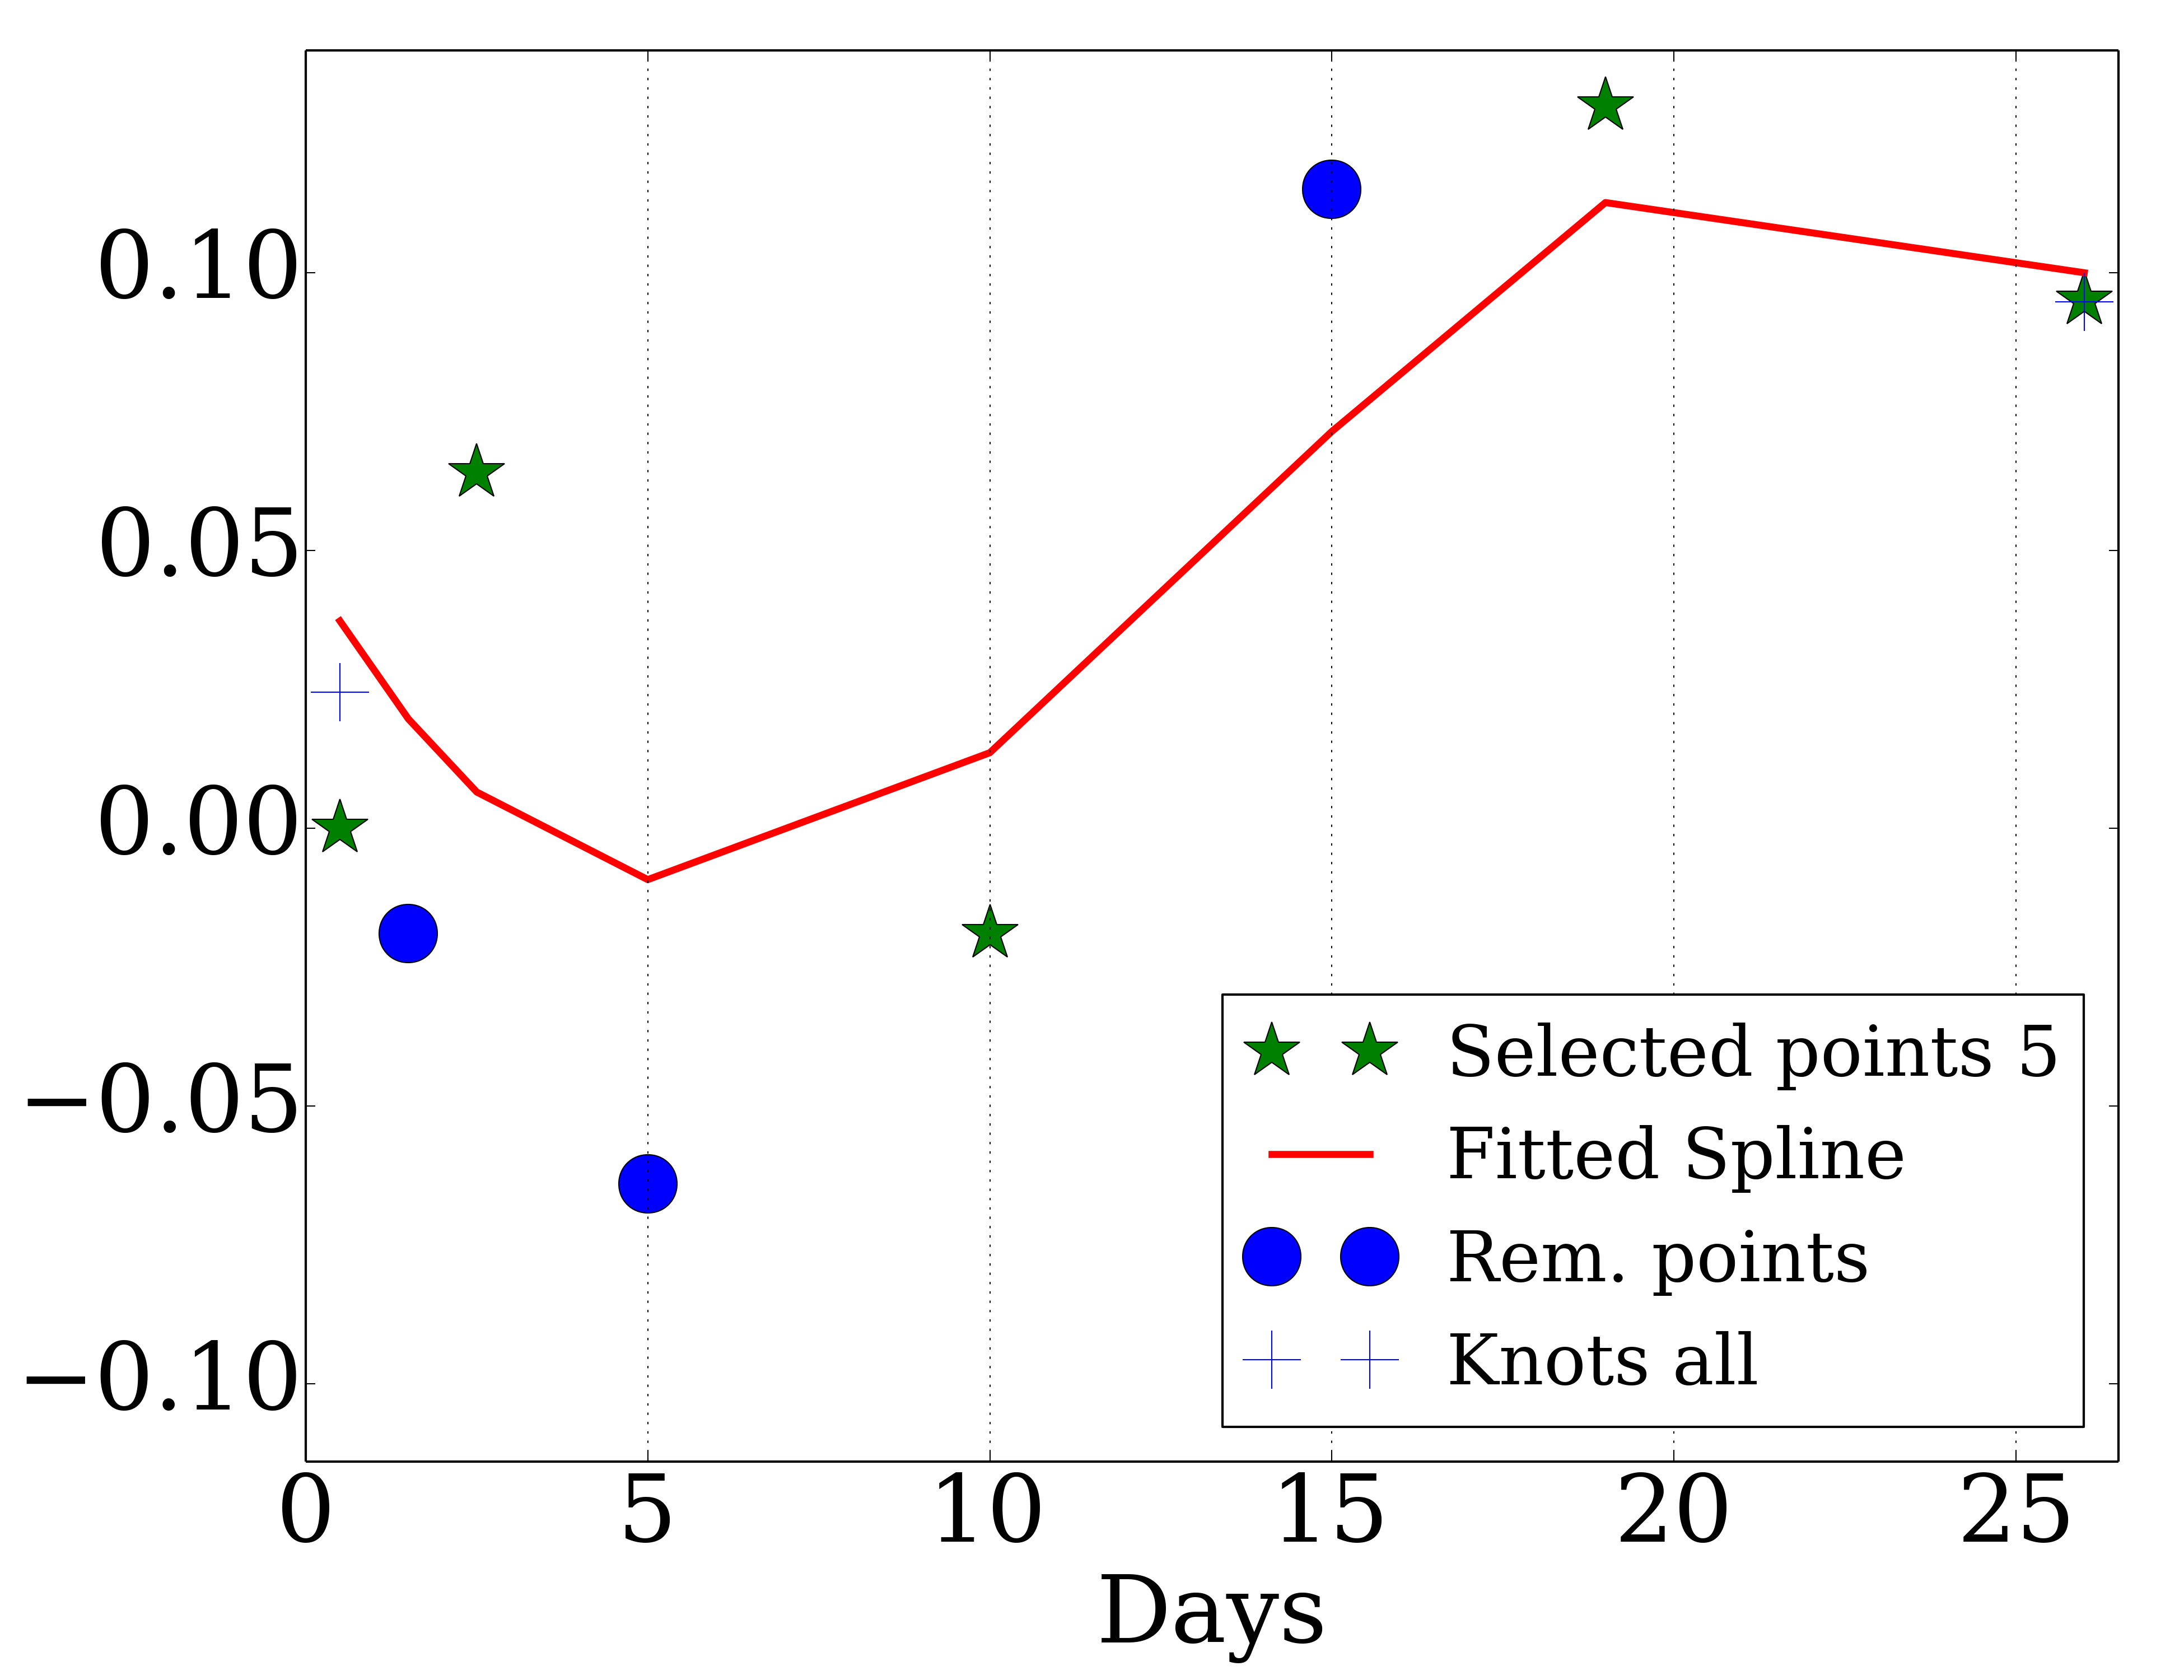 0.10
0.05
0.00
−0.05
−0.10
Selected points 5
Fitted Spline
Rem. points
Knots all
0 5 10 15 20 25
Days